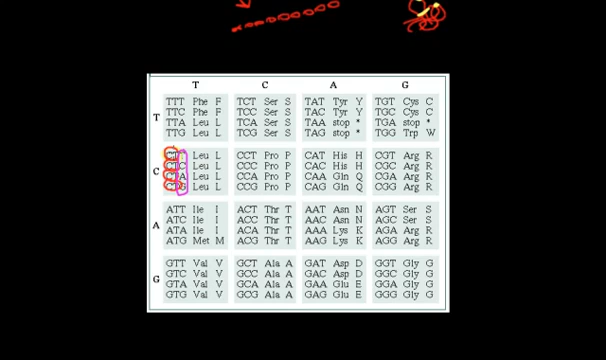 T C A G
T
TTT Phe F TCT Ser S TAT Tyr Y TGT Cys C
TTC Phe F TCC Ser S TAC Tyr Y TGC Cys C
TTA Leu L TCA Ser S TAA stop * TGA stop *
TTG Leu L TCG Ser S TAG stop * TGG Trp W
C
CTT Leu L CCT Pro P CAT His H CGT Arg R
CTC Leu L CCC Pro P CAC His H CGC Arg R
CTA Leu L CCA Pro P CAA Gln Q CGA Arg R
CTG Leu L CCG Pro P CAG Gln Q CGG Arg R
A
ATT Ile I ACT Thr T AAT Asn N AGT Ser S
ATC Ile I ACC Thr T AAC Asn N AGC Ser S
ATA Ile I ACA Thr T AAA Lys K AGA Arg R
ATG Met M ACG Thr T AAG Lys K AGG Arg R
G
GTT Val V GCT Ala A GAT Asp D GGT Gly G
GTC Val V GCC Ala A GAC Asp D GGC Gly G
GTA Val V GCA Ala A GAA Glu E GGA Gly G
GTG Val V GCG Ala A GAG Glu E GGG Gly G